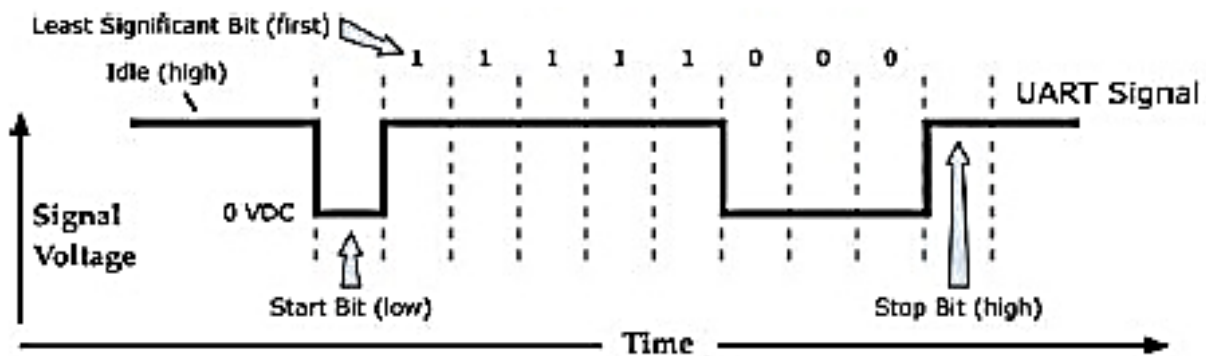 Least Significant Bit (first)
1 1 1 1 1 0 0 0
Idle (high)
UART Signal
Signal
Voltage
0 VDC
Start Bit (low)
Stop Bit (high)
Time